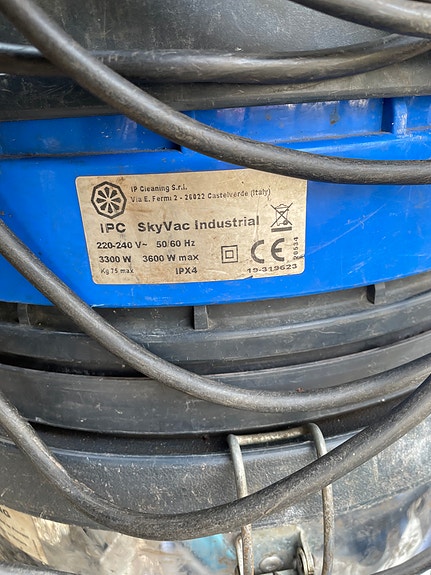 IP Cleaning S.r.l.
Via E. Fermi 2 - 26022 Castelverde (Italy)
IPC SkyVac Industrial
220-240 V~ 50/60 Hz
3300 W 3600 W max
Kg 75 max IPX4
19-319623
26534